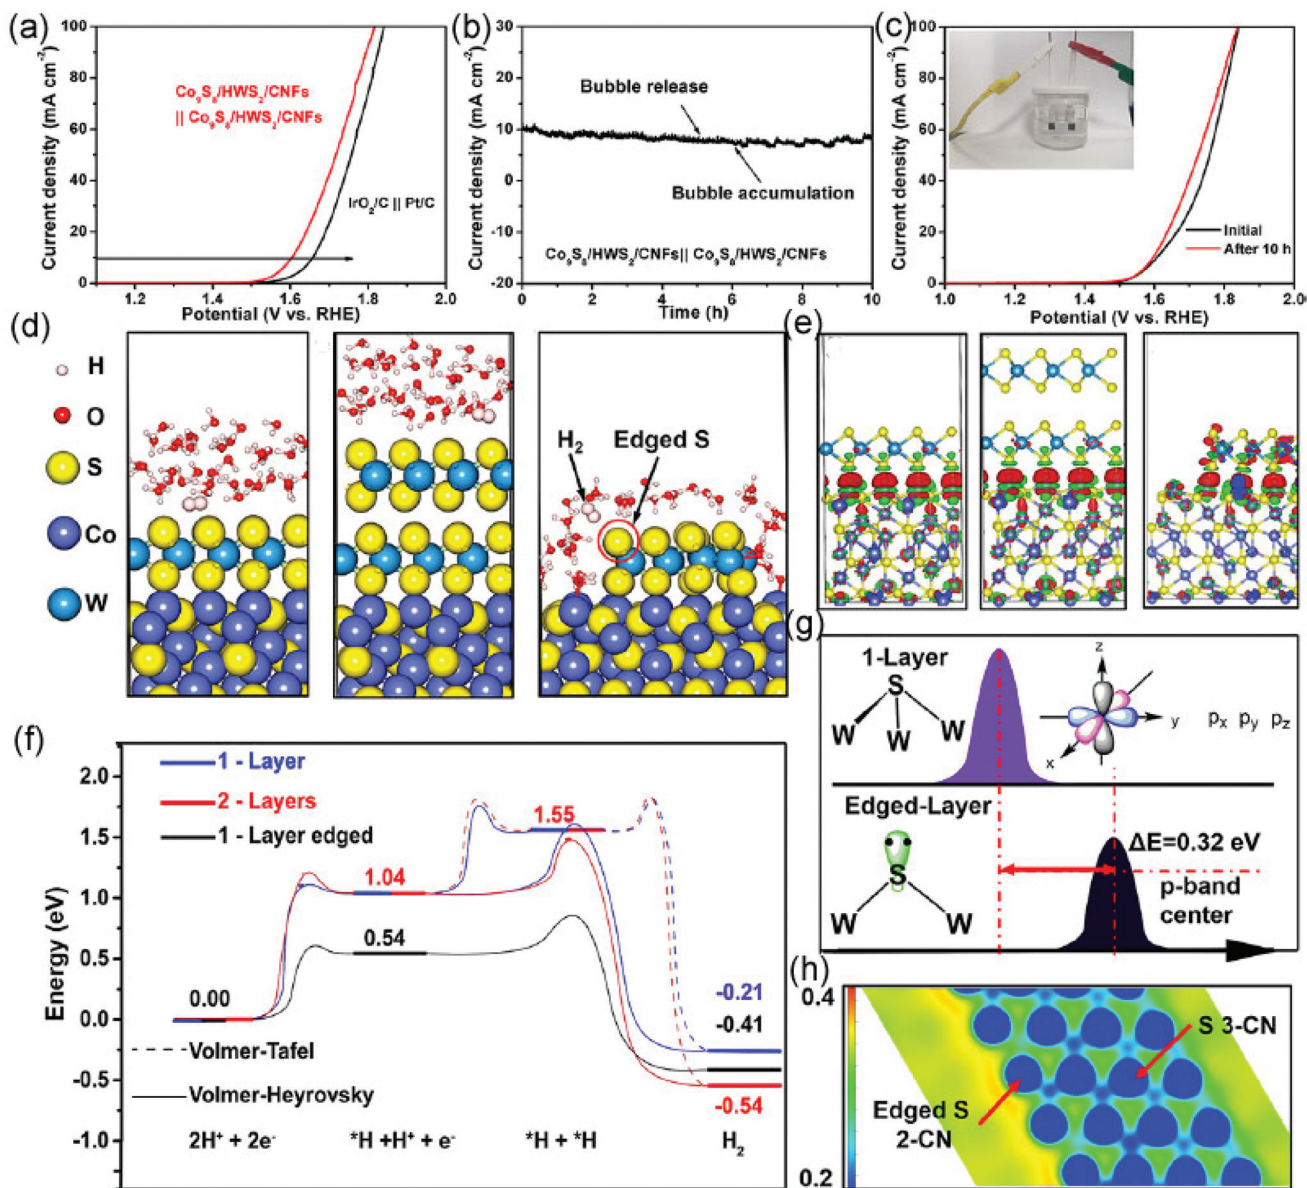 (a)
100
80
60
40
20
0
Current density (mA cm⁻²)
Co₉S₈/HWS₂/CNFs
|| Co₉S₈/HWS₂/CNFs
IrO₂/C || Pt/C
1.2 1.4 1.6 1.8 2.0
Potential (V vs. RHE)
(b)
30
20
10
0
-10
-20
Current density (mA cm⁻²)
Bubble release
Bubble accumulation
Co₉S₈/HWS₂/CNFs|| Co₉S₈/HWS₂/CNFs
0 2 4 6 8 10
Time (h)
(c)
100
80
60
40
20
0
Current density (mA cm⁻²)
Initial
After 10 h
1.0 1.2 1.4 1.6 1.8 2.0
Potential (V vs. RHE)
(d)
H
O
S
Co
W
H₂
Edged S
(e)
(f)
2.0
1.5
1.0
0.5
0.0
-0.5
-1.0
Energy (eV)
1 - Layer
2 - Layers
1 - Layer edged
0.00
1.04
0.54
1.55
-0.21
-0.41
-0.54
Volmer-Tafel
Volmer-Heyrovsky
2H⁺ + 2e⁻
*H +H⁺ + e⁻
*H + *H
H₂
(g)
1-Layer
S
W W W
z
y
x
pₓ pᵧ p_z
Edged-Layer
S
W W
ΔE=0.32 eV
p-band
center
(h)
0.4
0.2
S 3-CN
Edged S
2-CN